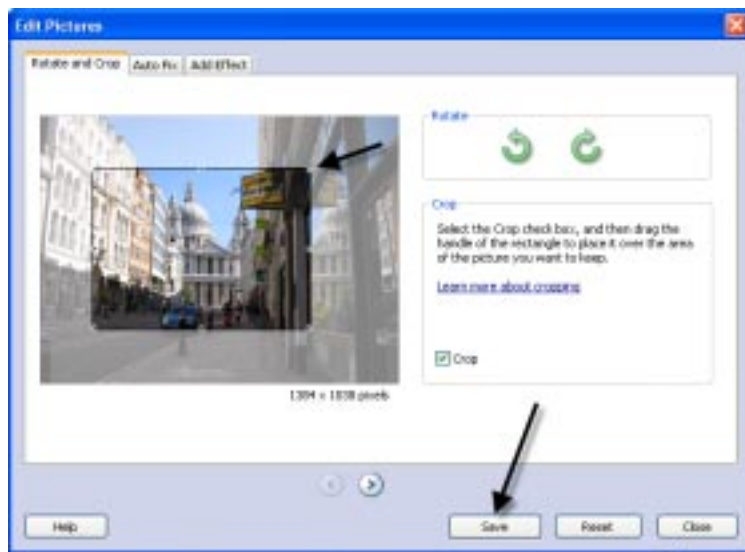 Edit Pictures
Rotate and Crop
Auto Fix
Add Effect
Rotate
Crop
Select the Crop check box, and then drag the
handle of the rectangle to place it over the area
of the picture you want to keep.
Learn more about cropping
Crop
pixels
Help
Save
Reset
Close